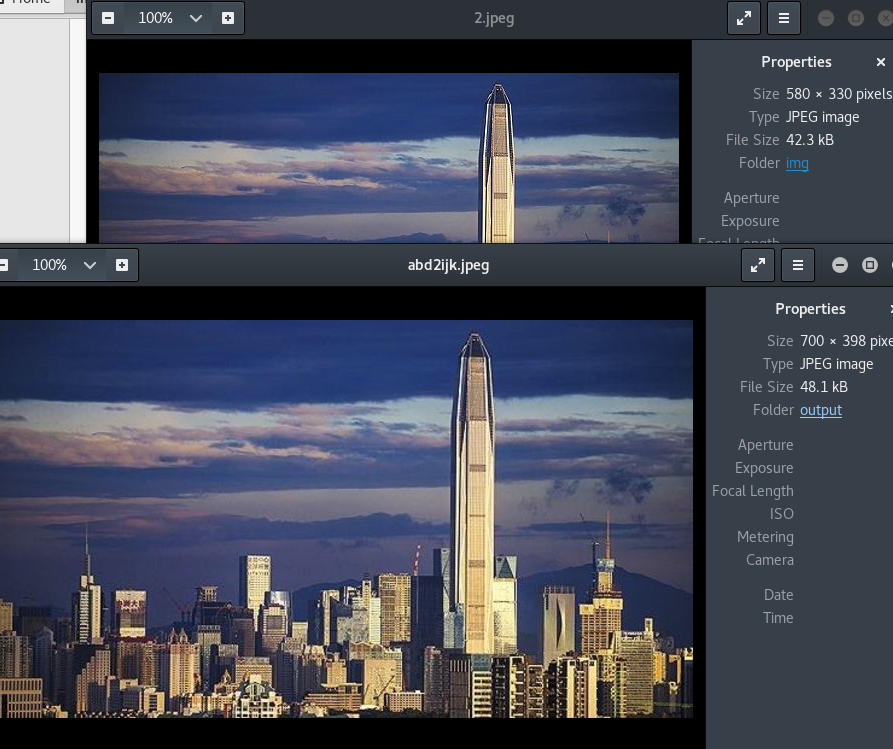 Home
100%
2.jpeg
Properties
Size 580 × 330 pixels
Type JPEG image
File Size 42.3 kB
Folder img
Aperture
Exposure
Focal Length
100%
abd2ijk.jpeg
Properties
Size 700 × 398 pixe
Type JPEG image
File Size 48.1 kB
Folder output
Aperture
Exposure
Focal Length
ISO
Metering
Camera
Date
Time